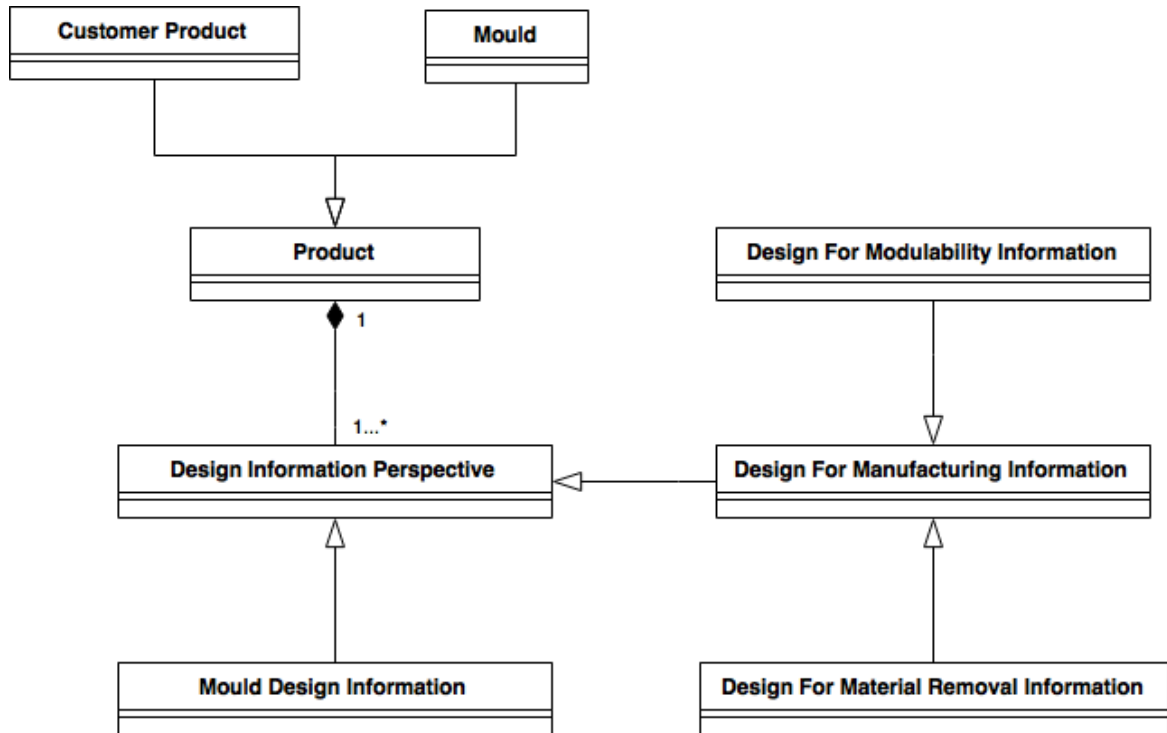 Customer Product
Mould
Product
Design For Modulability Information
1
1...*
Design Information Perspective
Design For Manufacturing Information
Mould Design Information
Design For Material Removal Information